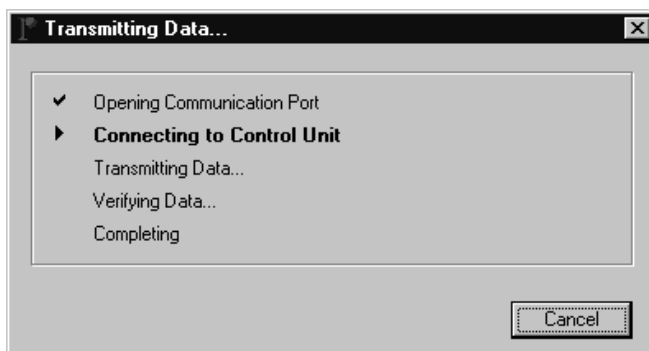 Transmitting Data...
Opening Communication Port
Connecting to Control Unit
Transmitting Data...
Verifying Data...
Completing
Cancel